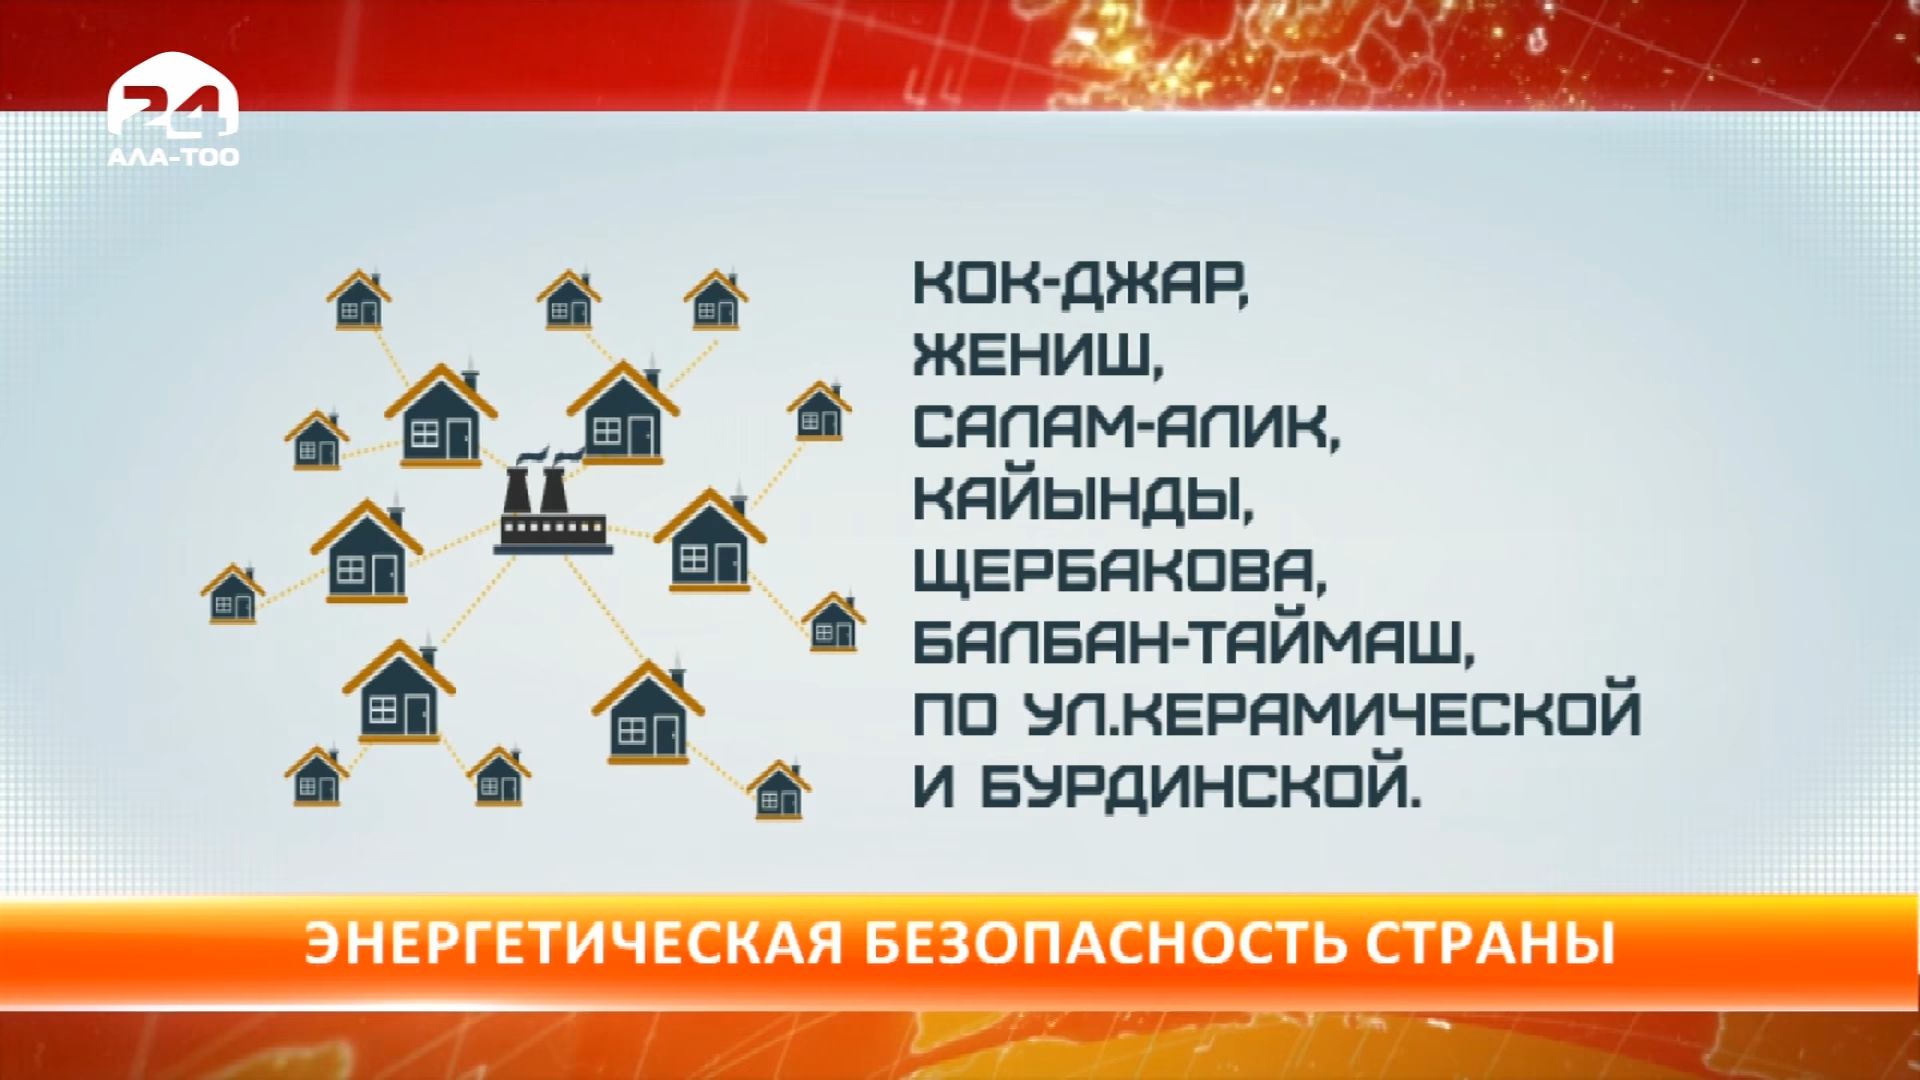 24
АЛА-ТОО
КОК-ДЖАР,
ЖЕНИШ,
САЛАМ-АЛИК,
КАЙЫНДЫ,
ЩЕРБАКОВА,
БАЛБАН-ТАЙМАШ,
ПО УЛ.КЕРАМИЧЕСКОЙ
И БУРДИНСКОЙ.
ЭНЕРГЕТИЧЕСКАЯ БЕЗОПАСНОСТЬ СТРАНЫ